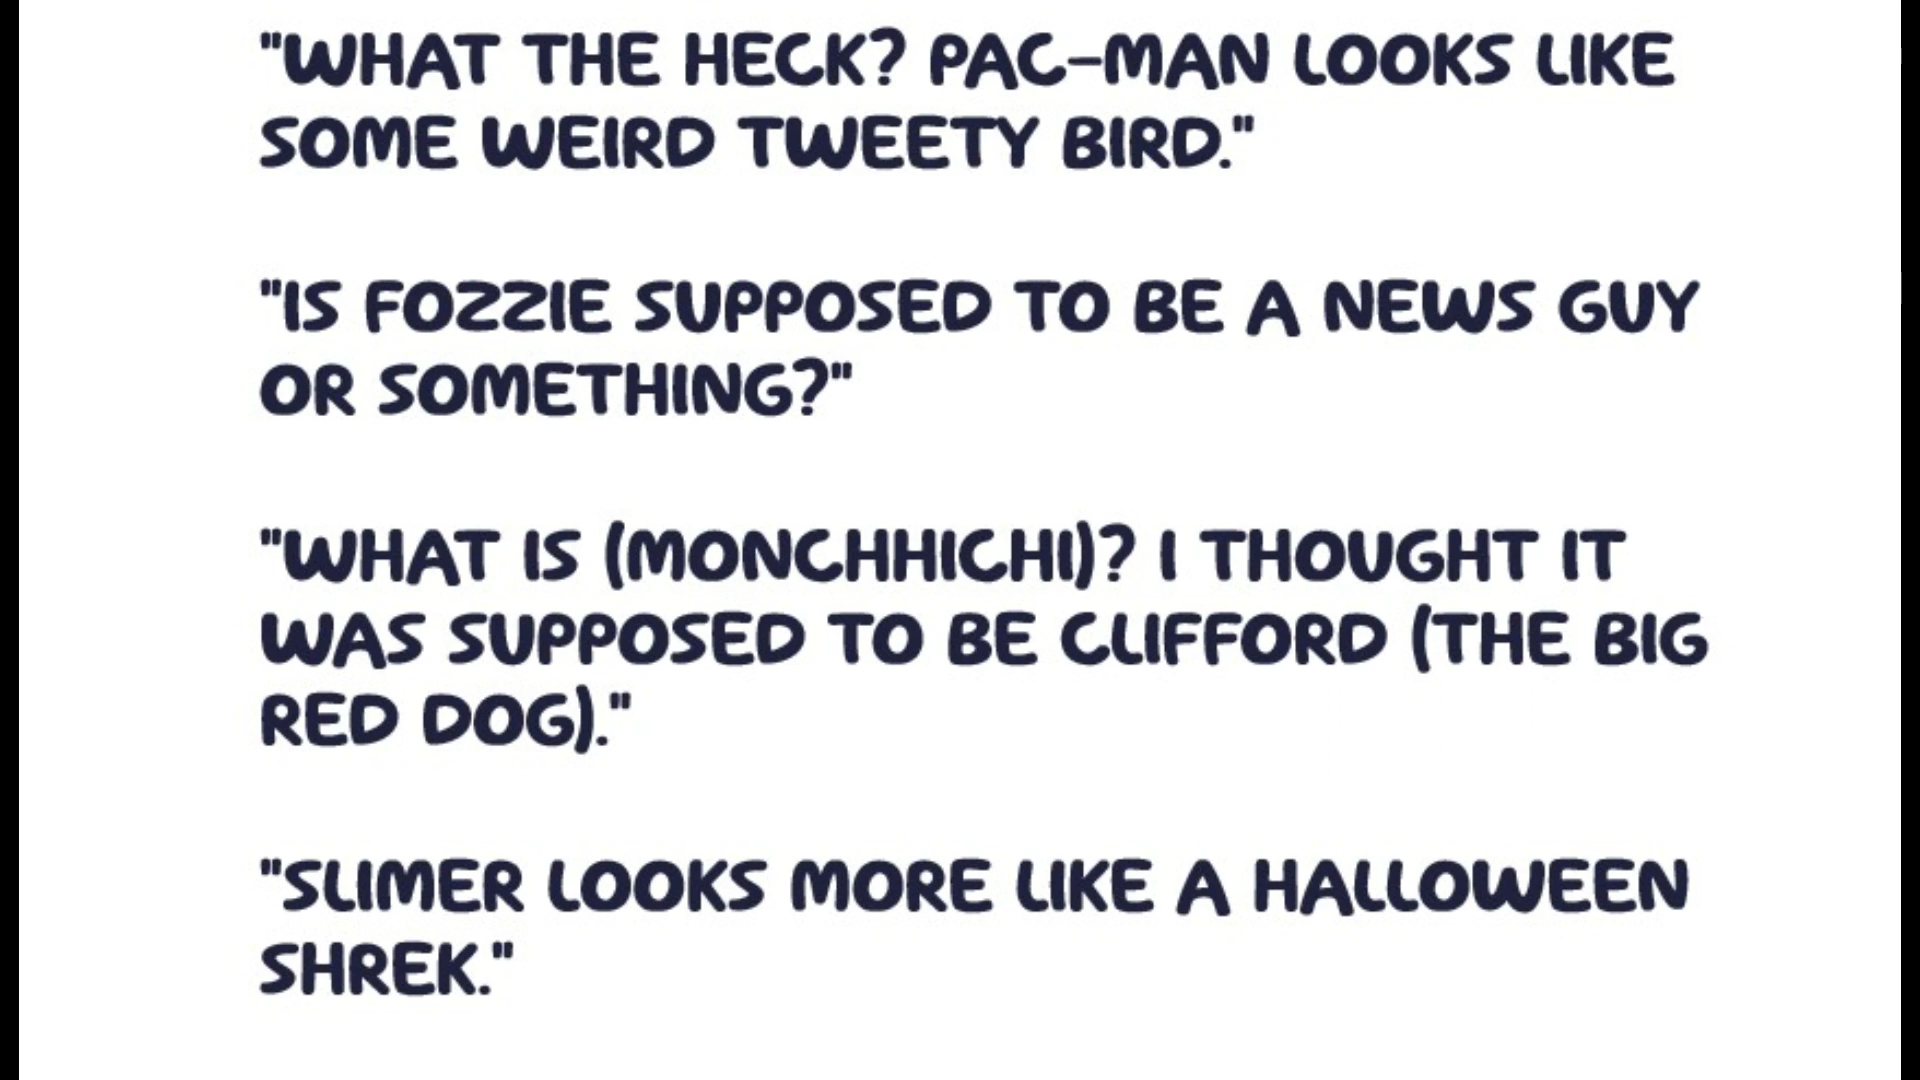 "WHAT THE HECK? PAC-MAN LOOKS LIKE
SOME WEIRD TWEETY BIRD."
"IS FOZZIE SUPPOSED TO BE A NEWS GUY
OR SOMETHING?"
"WHAT IS (MONCHHICHI)? I THOUGHT IT
WAS SUPPOSED TO BE CLIFFORD (THE BIG
RED DOG)."
"SLIMER LOOKS MORE LIKE A HALLOWEEN
SHREK."